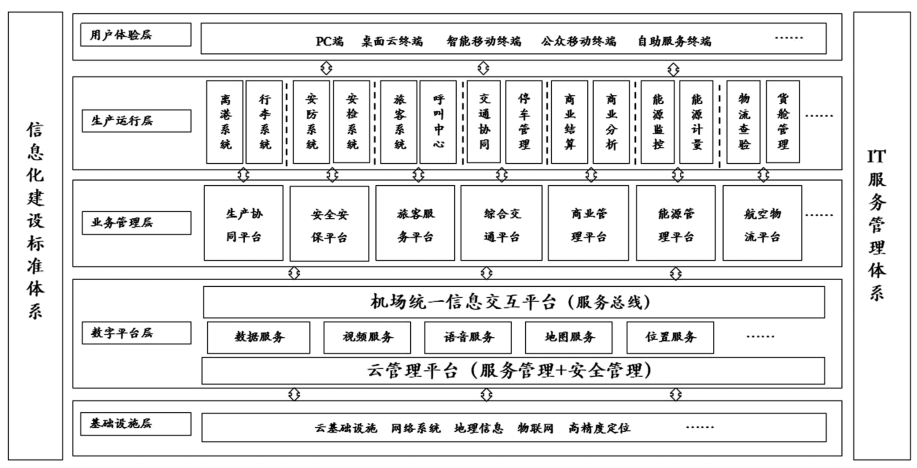 信息化建设标准体系
用户体验层
PC端 桌面云终端 智能移动终端 公众移动终端 自助服务终端 ……
生产运行层
离港系统
行李系统
安防系统
安检系统
旅客系统
呼叫中心
交通协同
停车管理
商业结算
商业分析
能源监控
能源计量
物流查验
货舱管理
……
业务管理层
生产协
同平台
安全安
保平台
旅客服
务平台
综合交
通平台
商业管
理平台
能源管
理平台
航空物
流平台
……
数字平台层
机场统一信息交互平台（服务总线）
数据服务 视频服务 语音服务 地图服务 位置服务 ……
云管理平台（服务管理+安全管理）
基础设施层
云基础设施 网络系统 地理信息 物联网 高精度定位 ……
IT服务管理体系